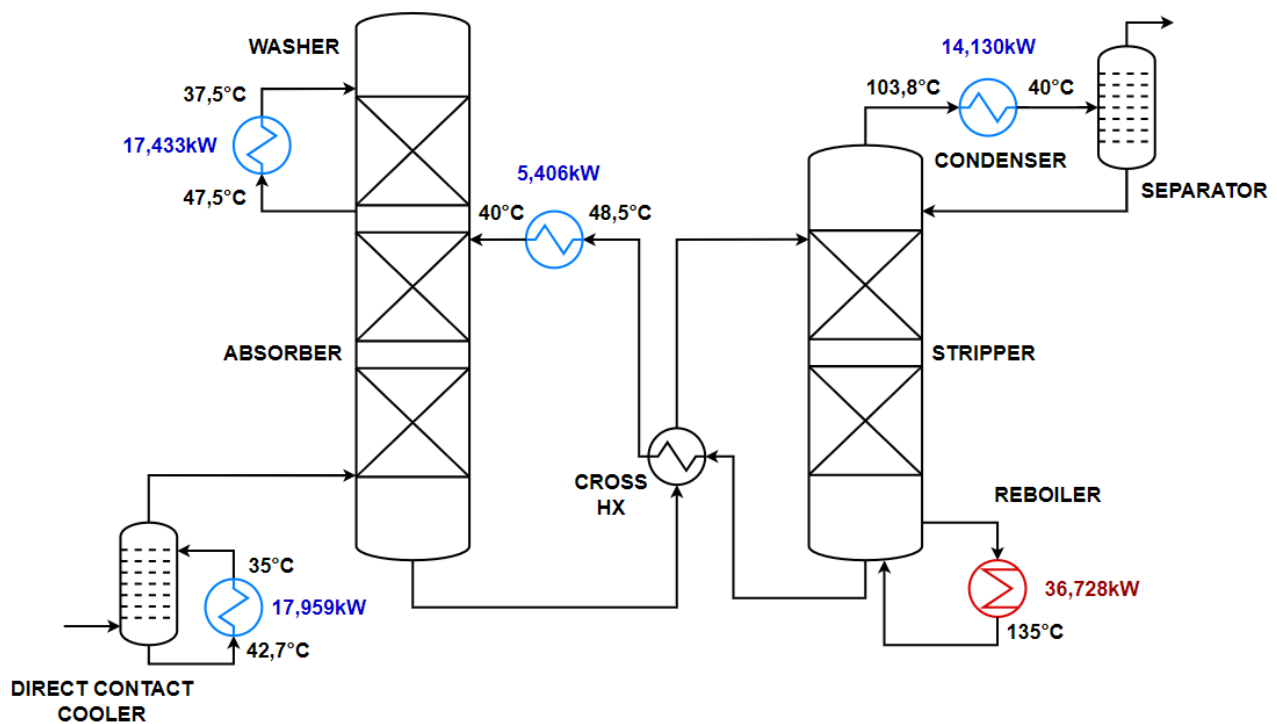 WASHER
14,130kW
37,5°C
103,8°C
40°C
17,433kW
CONDENSER
5,406kW
SEPARATOR
47,5°C
40°C
48,5°C
ABSORBER
STRIPPER
CROSS
HX
REBOILER
35°C
17,959kW
36,728kW
42,7°C
135°C
DIRECT CONTACT
COOLER